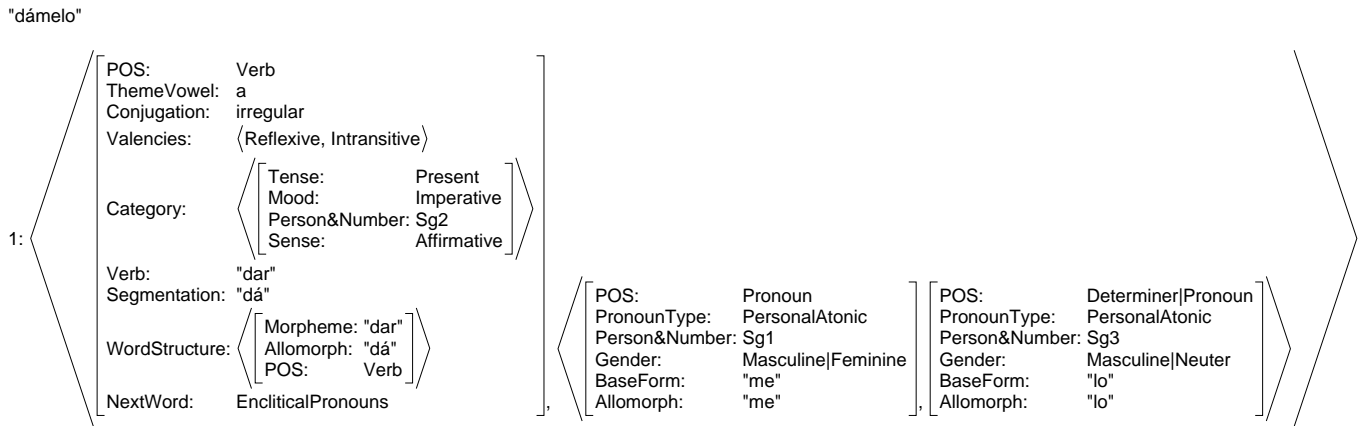 "dámelo"
1:
POS: Verb
ThemeVowel: a
Conjugation: irregular
Valencies: ⟨Reflexive, Intransitive⟩
Category:
Tense: Present
Mood: Imperative
Person&Number: Sg2
Sense: Affirmative
Verb: "dar"
Segmentation: "dá"
WordStructure:
Morpheme: "dar"
Allomorph: "dá"
POS: Verb
NextWord: EncliticalPronouns
,
POS: Pronoun
PronounType: PersonalAtonic
Person&Number: Sg1
Gender: Masculine|Feminine
BaseForm: "me"
Allomorph: "me"
,
POS: Determiner|Pronoun
PronounType: PersonalAtonic
Person&Number: Sg3
Gender: Masculine|Neuter
BaseForm: "lo"
Allomorph: "lo"